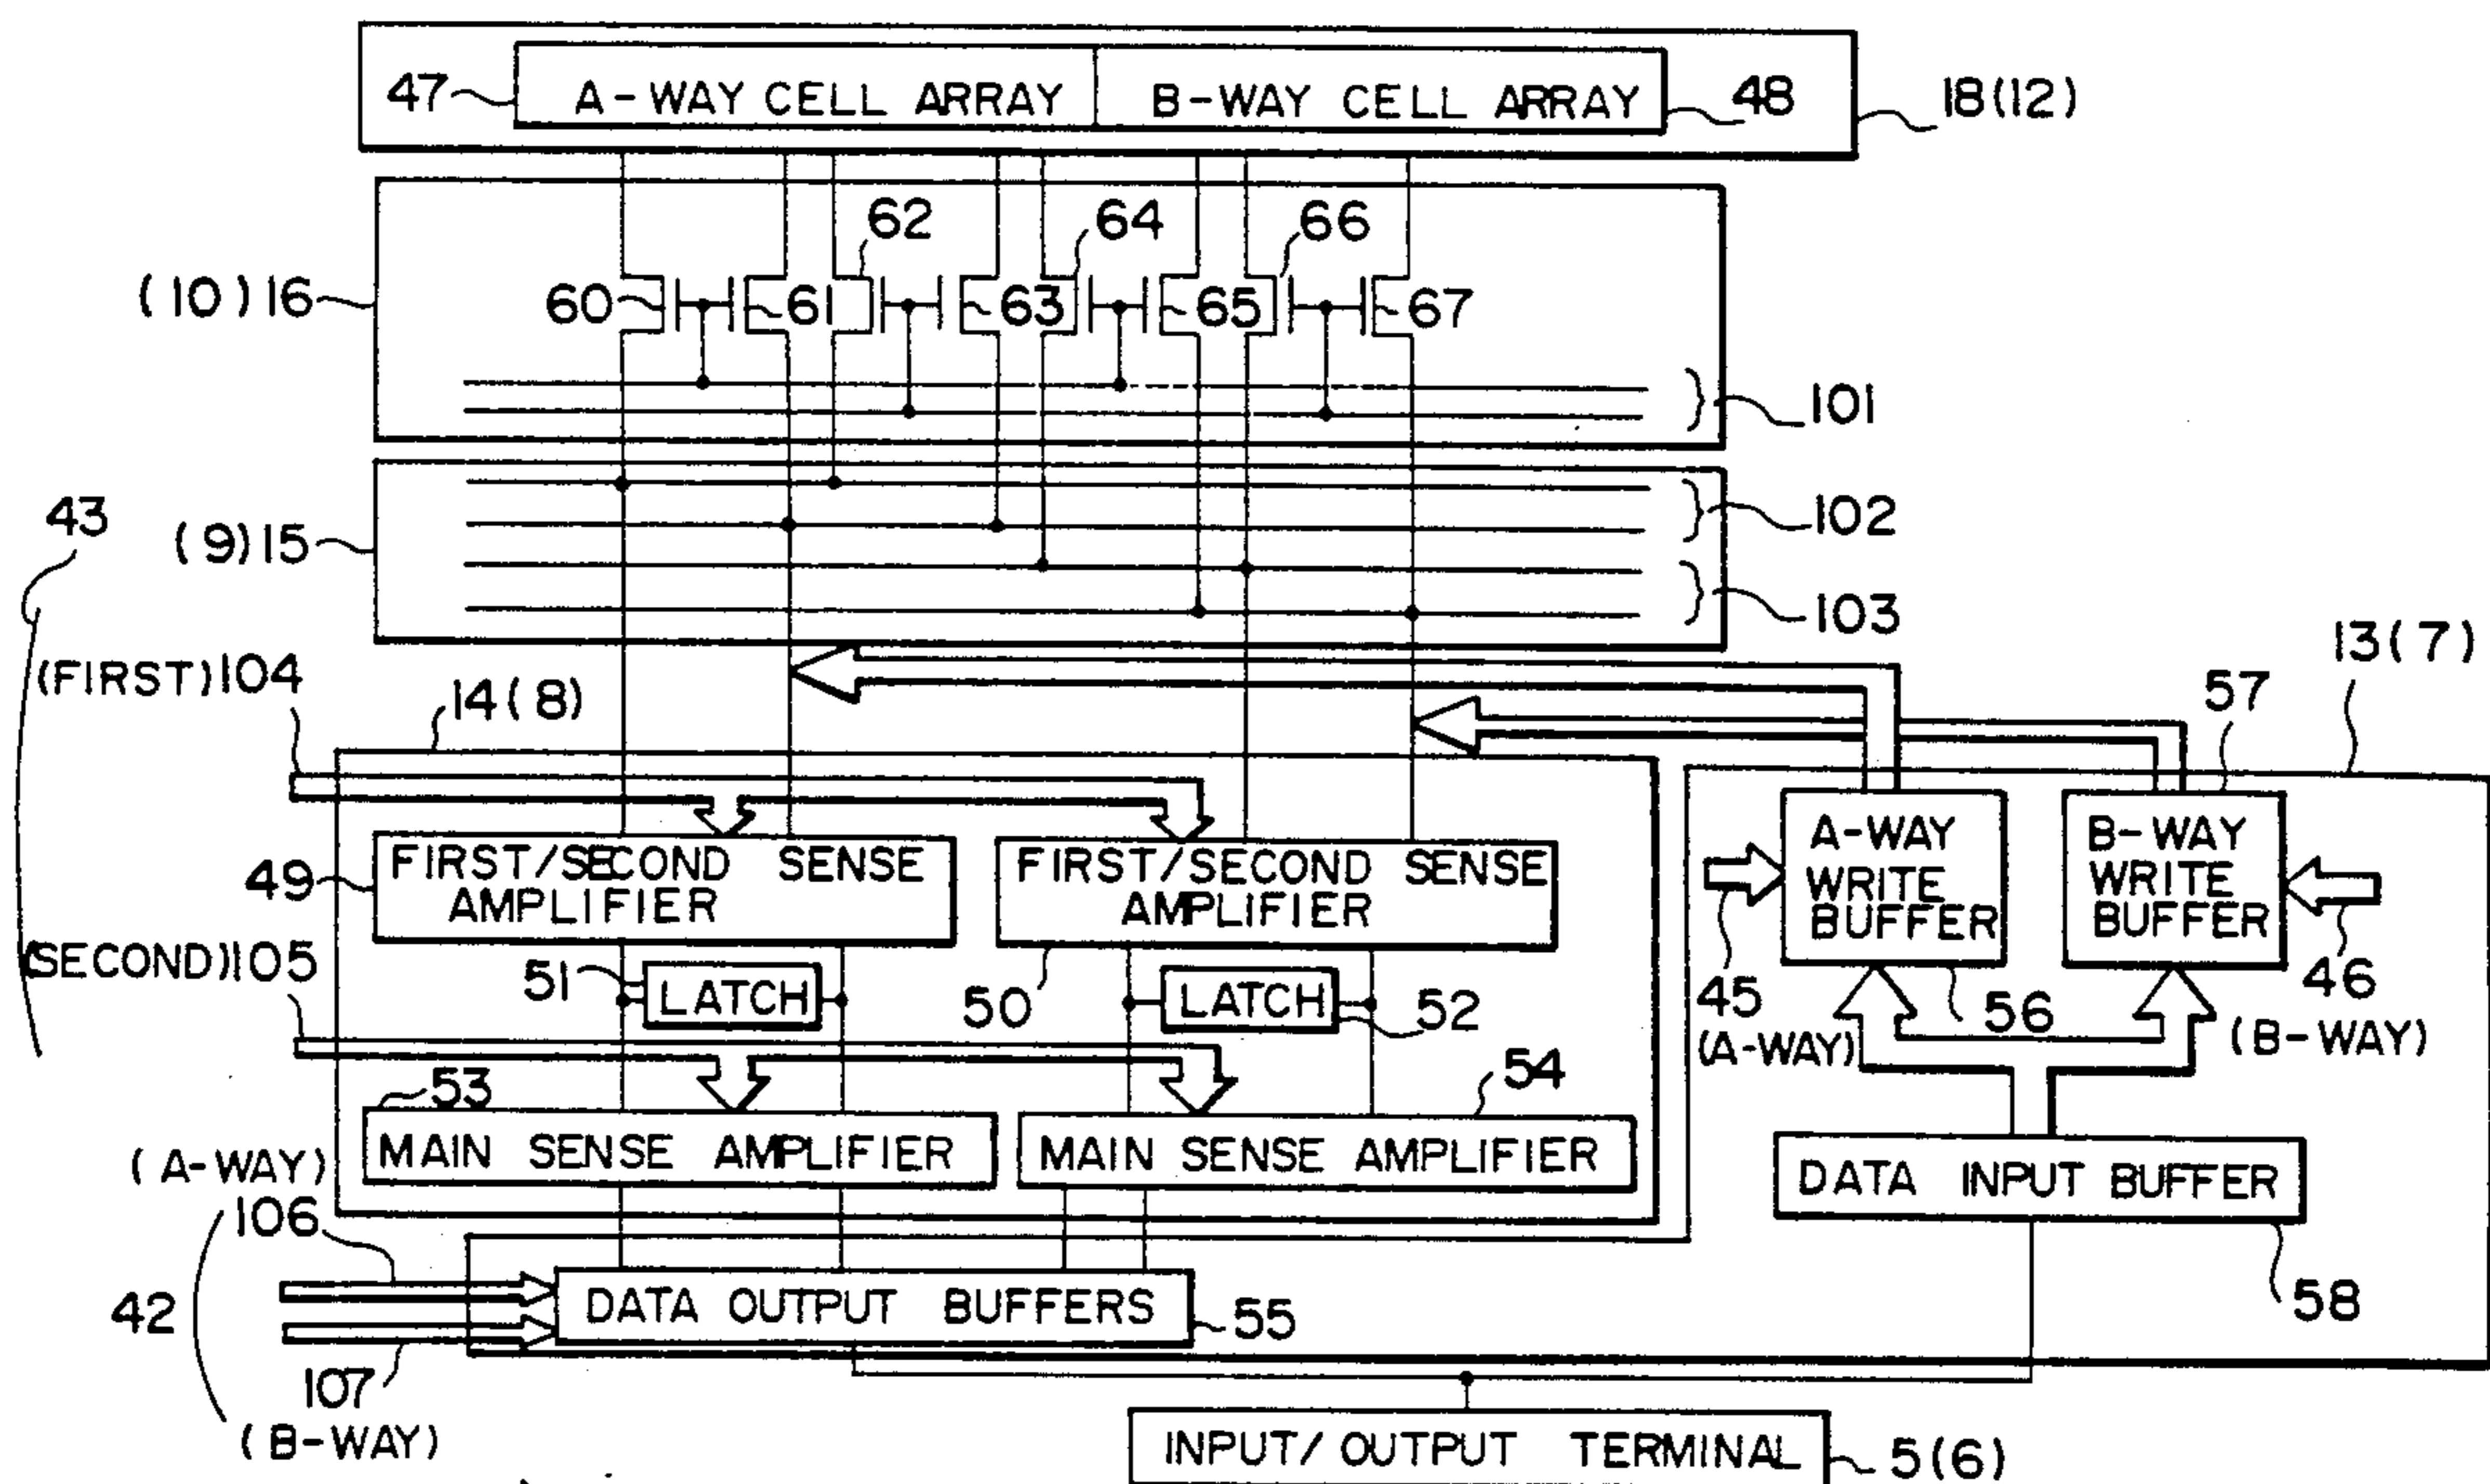 47
A-WAY CELL ARRAY
B-WAY CELL ARRAY
48
18(12)
62
64
66
(10)16
60
61
63
65
67
101
43
(9)15
102
103
13(7)
(FIRST)104
14(8)
57
49
FIRST/SECOND SENSE
AMPLIFIER
FIRST/SECOND SENSE
AMPLIFIER
A-WAY
WRITE
BUFFER
B-WAY
WRITE
BUFFER
(SECOND)105
51
LATCH
50
LATCH
52
45
(A-WAY)
56
46
(B-WAY)
53
54
MAIN SENSE AMPLIFIER
MAIN SENSE AMPLIFIER
DATA INPUT BUFFER
(A-WAY)
106
42
DATA OUTPUT BUFFERS
55
58
107
(B-WAY)
INPUT/OUTPUT TERMINAL
5(6)